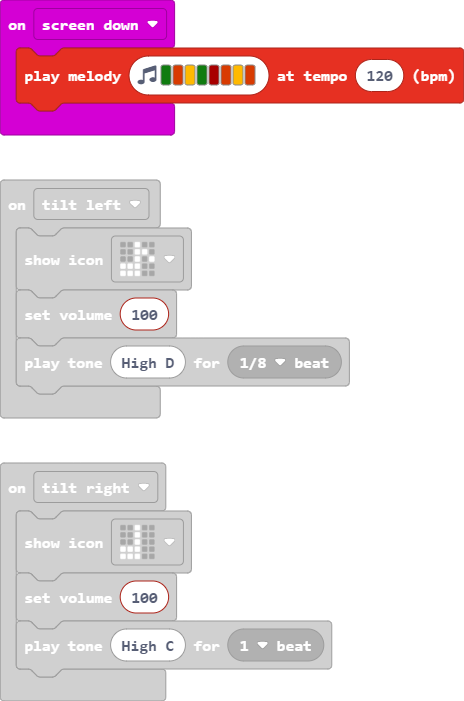 on screen down
play melody at tempo 120 (bpm)
on tilt left
show icon
set volume 100
play tone High D for 1/8 beat
on tilt right
show icon
set volume 100
play tone High C for 1 beat